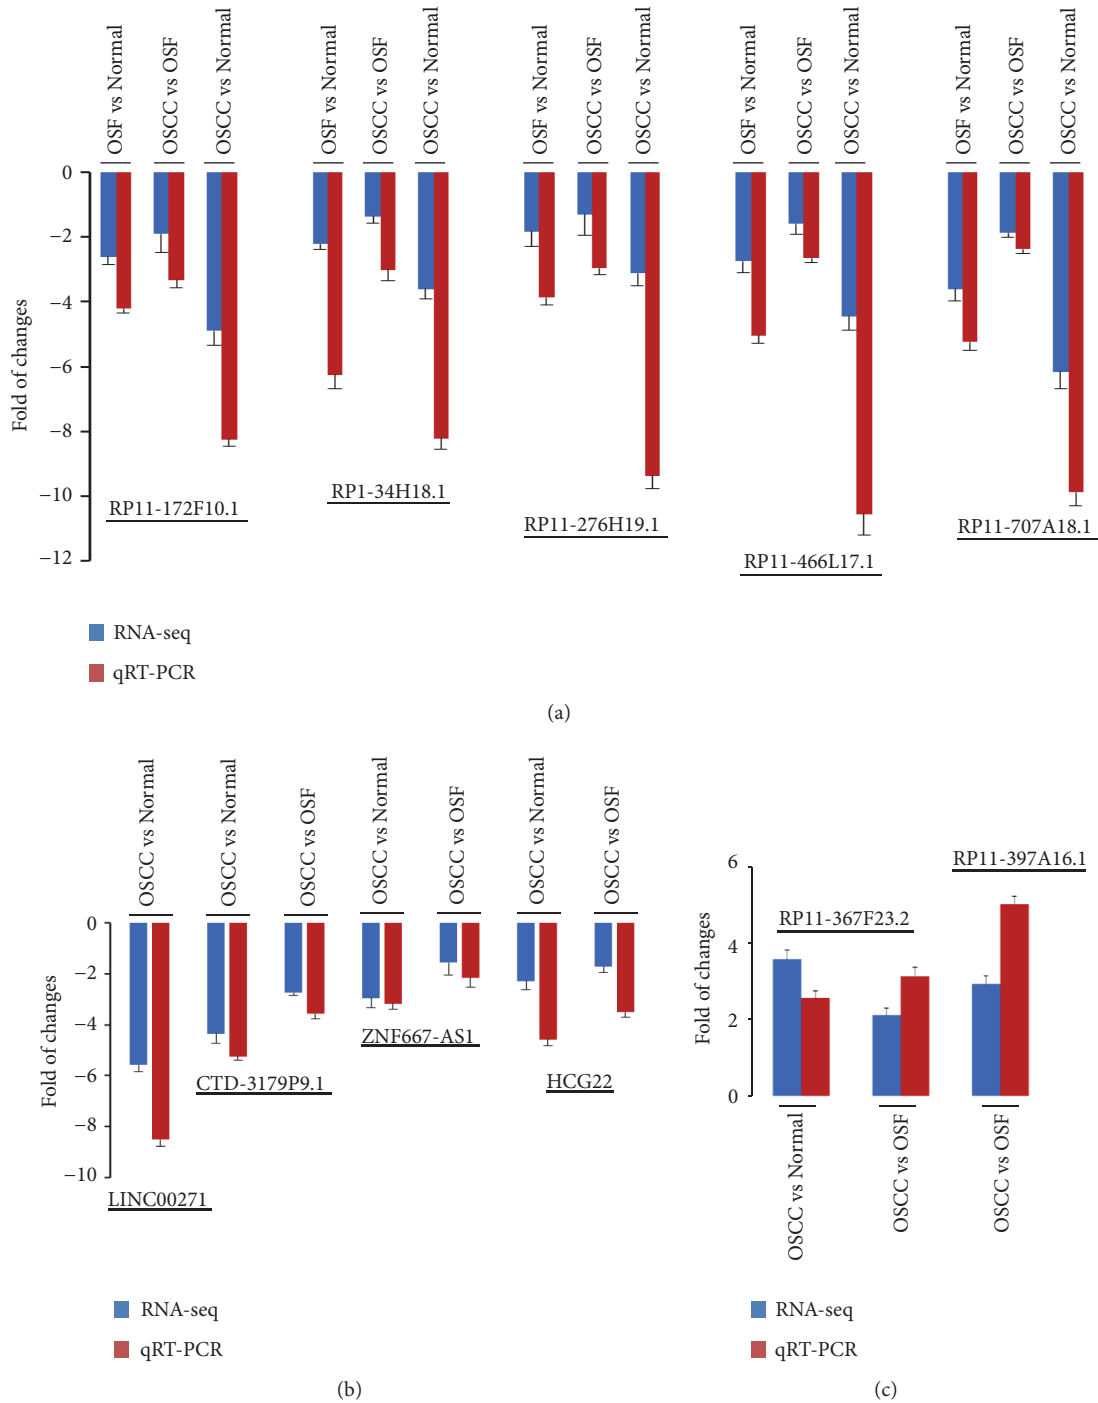 OSF vs Normal
OSCC vs OSF
OSCC vs Normal
OSF vs Normal
OSCC vs OSF
OSCC vs Normal
OSF vs Normal
OSCC vs OSF
OSCC vs Normal
OSF vs Normal
OSCC vs OSF
OSCC vs Normal
OSF vs Normal
OSCC vs OSF
OSCC vs Normal
0
−2
−4
−6
−8
−10
−12
Fold of changes
RP11-172F10.1
RP1-34H18.1
RP11-276H19.1
RP11-466L17.1
RP11-707A18.1
RNA-seq
qRT-PCR
(a)
OSCC vs Normal
OSCC vs Normal
OSCC vs OSF
OSCC vs Normal
OSCC vs OSF
OSCC vs Normal
OSCC vs OSF
0
−2
−4
−6
−8
−10
Fold of changes
LINC00271
CTD-3179P9.1
ZNF667-AS1
HCG22
RNA-seq
qRT-PCR
(b)
6
4
2
0
Fold of changes
RP11-367F23.2
RP11-397A16.1
OSCC vs Normal
OSCC vs OSF
OSCC vs OSF
RNA-seq
qRT-PCR
(c)